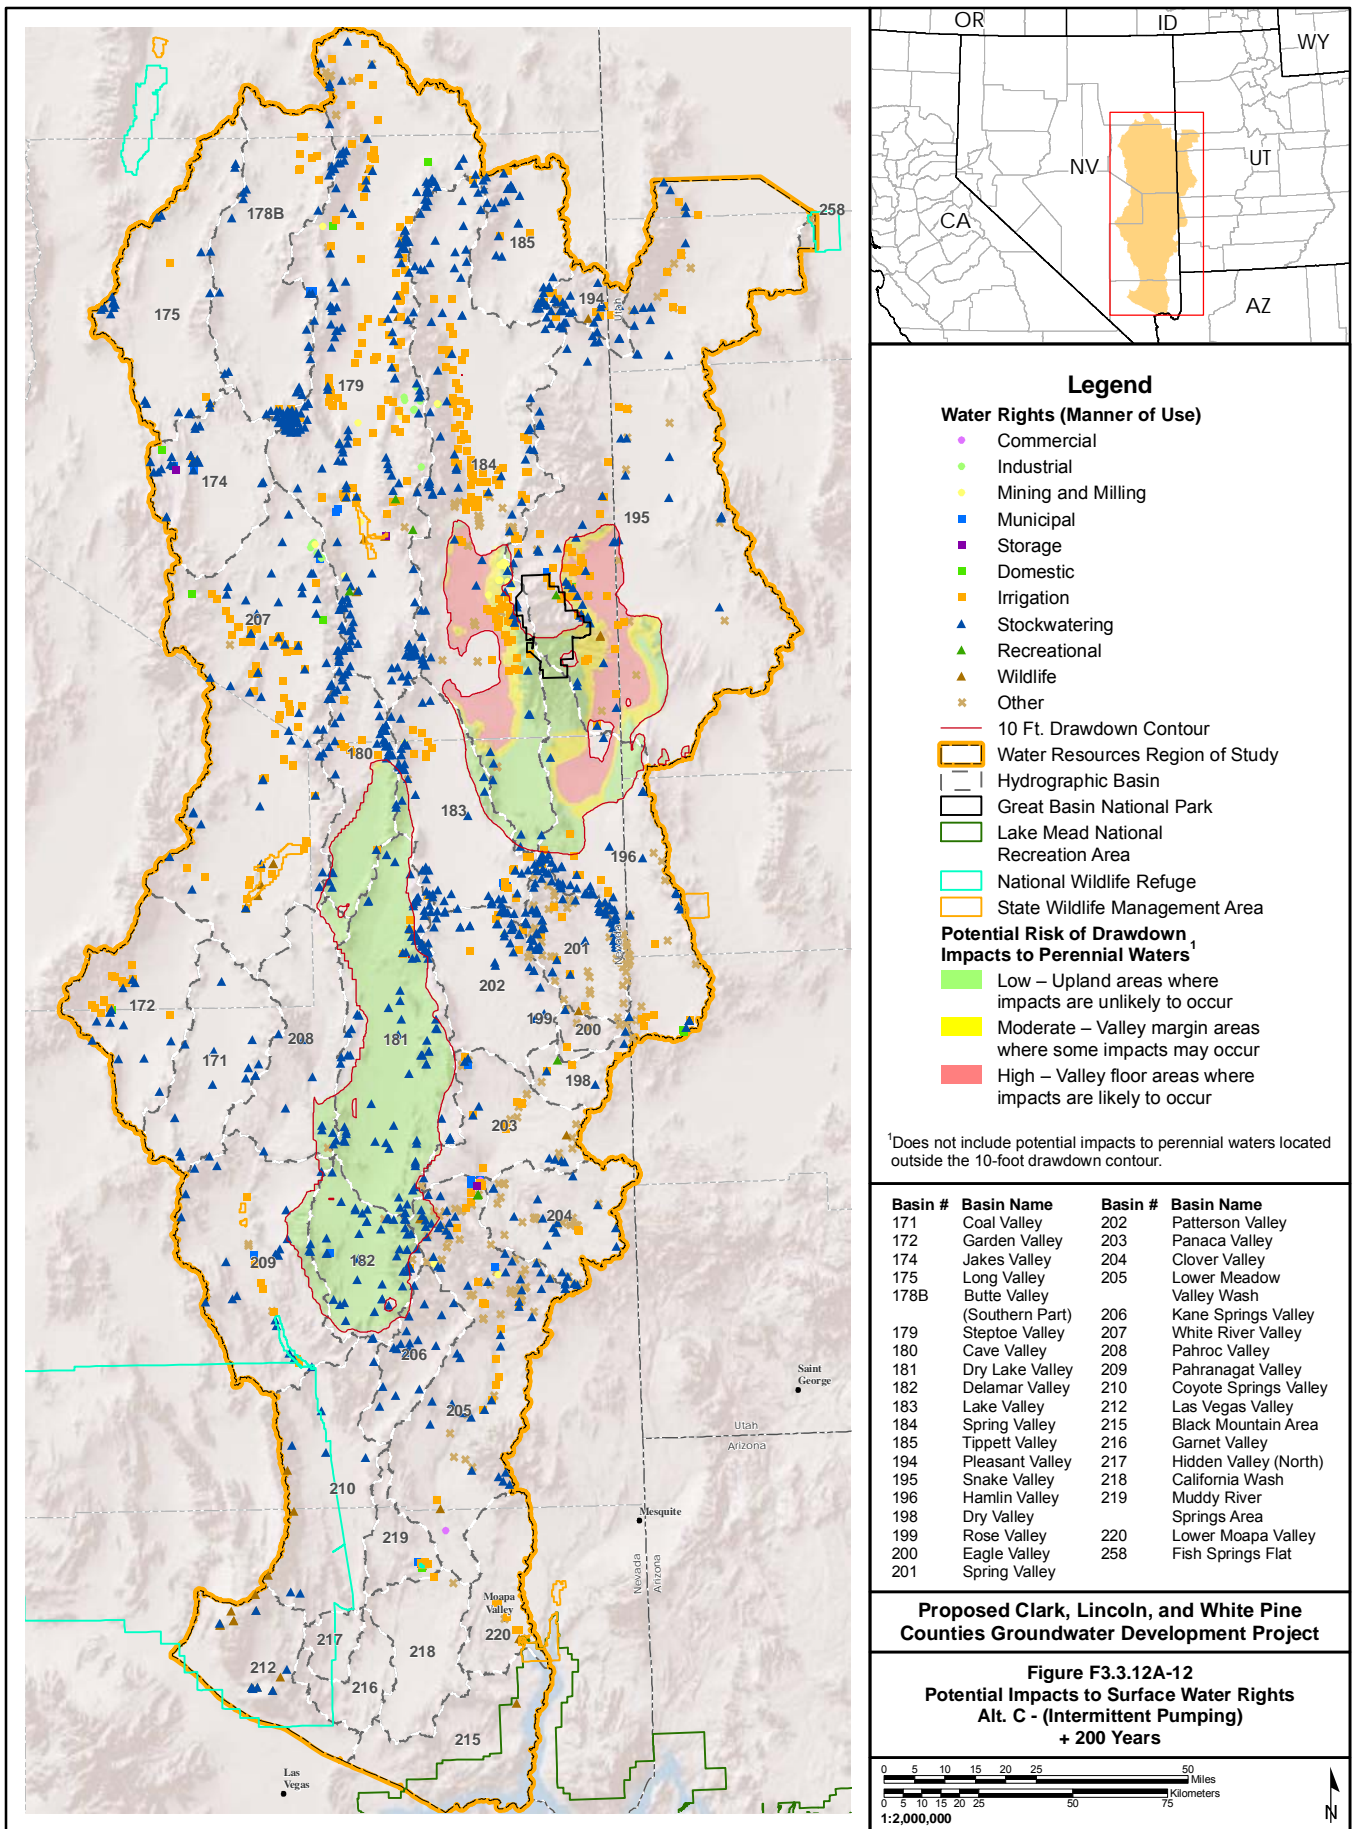 OR
ID
WY
NV
UT
CA
AZ
178B
258
185
175
194
Utah
179
184
174
195
207
180
183
196
201
Nevada
202
172
199
200
208
181
171
198
203
204
209
182
206
Saint
George
205
Utah
Arizona
210
Mesquite
219
Nevada
Arizona
Moapa
Valley
217
220
218
212
216
215
Las
Vegas
Legend
Water Rights (Manner of Use)
Commercial
Industrial
Mining and Milling
Municipal
Storage
Domestic
Irrigation
Stockwatering
Recreational
Wildlife
Other
10 Ft. Drawdown Contour
Water Resources Region of Study
Hydrographic Basin
Great Basin National Park
Lake Mead National
Recreation Area
National Wildlife Refuge
State Wildlife Management Area
Potential Risk of Drawdown
Impacts to Perennial Waters1
Low – Upland areas where
impacts are unlikely to occur
Moderate – Valley margin areas
where some impacts may occur
High – Valley floor areas where
impacts are likely to occur
1Does not include potential impacts to perennial waters located
outside the 10-foot drawdown contour.
Basin # Basin Name Basin # Basin Name
171 Coal Valley 202 Patterson Valley
172 Garden Valley 203 Panaca Valley
174 Jakes Valley 204 Clover Valley
175 Long Valley 205 Lower Meadow
178B Butte Valley Valley Wash
(Southern Part) 206 Kane Springs Valley
179 Steptoe Valley 207 White River Valley
180 Cave Valley 208 Pahroc Valley
181 Dry Lake Valley 209 Pahranagat Valley
182 Delamar Valley 210 Coyote Springs Valley
183 Lake Valley 212 Las Vegas Valley
184 Spring Valley 215 Black Mountain Area
185 Tippett Valley 216 Garnet Valley
194 Pleasant Valley 217 Hidden Valley (North)
195 Snake Valley 218 California Wash
196 Hamlin Valley 219 Muddy River
198 Dry Valley Springs Area
199 Rose Valley 220 Lower Moapa Valley
200 Eagle Valley 258 Fish Springs Flat
201 Spring Valley
Proposed Clark, Lincoln, and White Pine
Counties Groundwater Development Project
Figure F3.3.12A-12
Potential Impacts to Surface Water Rights
Alt. C - (Intermittent Pumping)
+ 200 Years
0 5 10 15 20 25 50
Miles
Kilometers
0 5 10 15 20 25 50 75
1:2,000,000
N